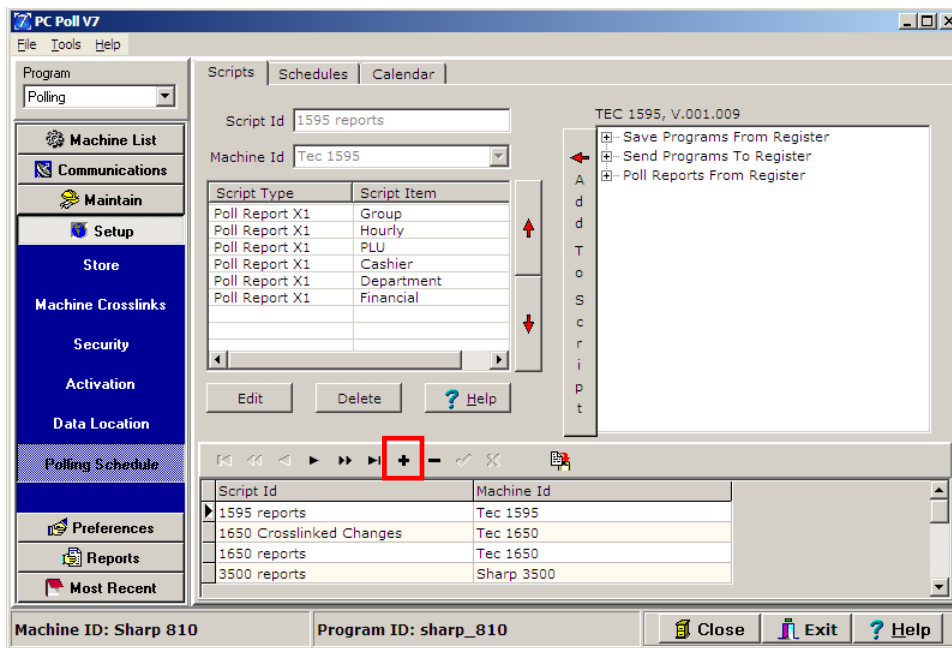 PC Poll V7
File Tools Help
Program
Polling
Machine List
Communications
Maintain
Setup
Store
Machine Crosslinks
Security
Activation
Data Location
Polling Schedule
Preferences
Reports
Most Recent
Scripts Schedules Calendar
Script Id 1595 reports
Machine Id Tec 1595
Script Type Script Item
Poll Report X1 Group
Poll Report X1 Hourly
Poll Report X1 PLU
Poll Report X1 Cashier
Poll Report X1 Department
Poll Report X1 Financial
Edit Delete ? Help
Add To Script
TEC 1595, V.001.009
Save Programs From Register
Send Programs To Register
Poll Reports From Register
Script Id Machine Id
1595 reports Tec 1595
1650 Crosslinked Changes Tec 1650
1650 reports Tec 1650
3500 reports Sharp 3500
Machine ID: Sharp 810 Program ID: sharp_810 Close Exit ? Help